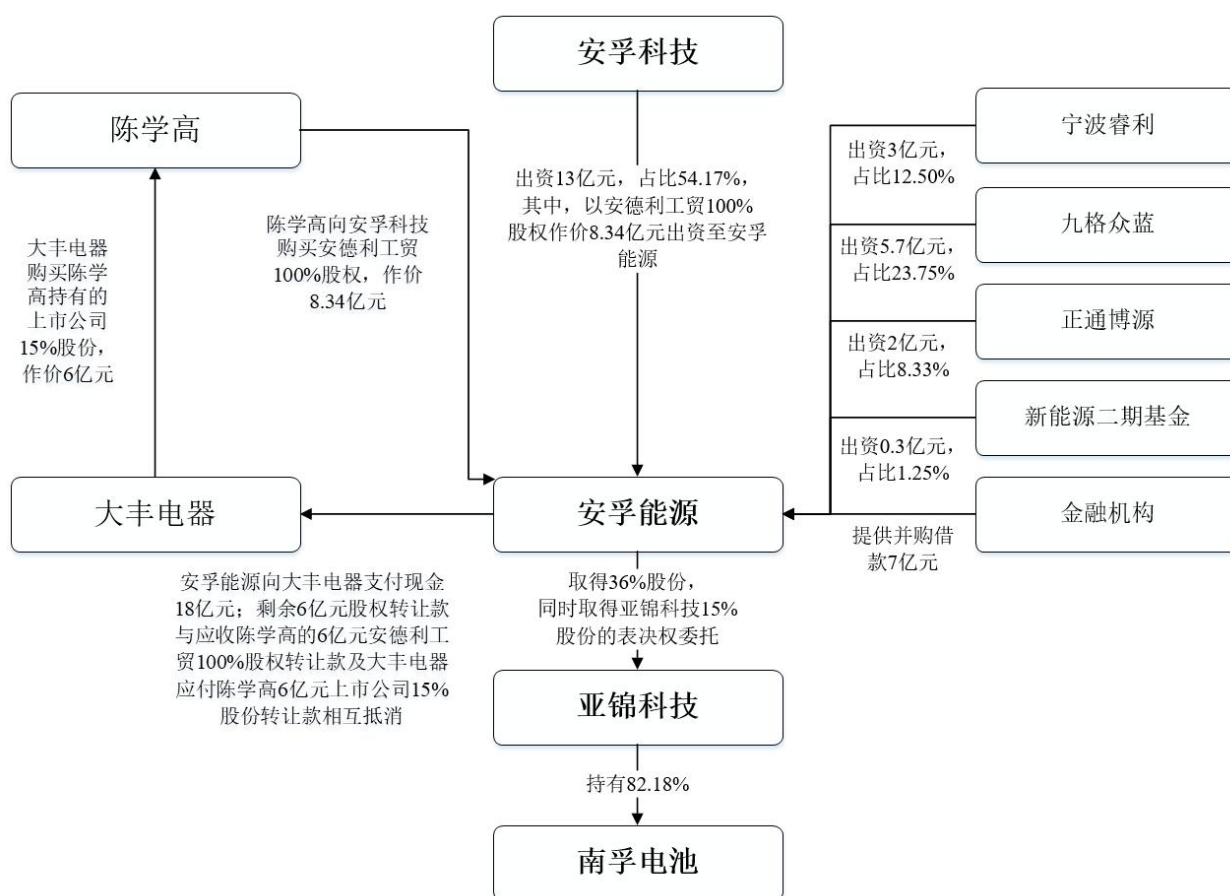 安孚科技
陈学高
宁波睿利
出资3亿元，
占比12.50%
出资13亿元，占比54.17%，
其中，以安德利工贸100%
股权作价8.34亿元出资至安孚
能源
九格众蓝
陈学高向安孚科技
购买安德利工贸
100%股权，作价
8.34亿元
大丰电器
购买陈学
高持有的
上市公司
15%股份，
作价6亿元
出资5.7亿元，
占比23.75%
正通博源
出资2亿元，
占比8.33%
新能源二期基金
出资0.3亿元，
占比1.25%
大丰电器
安孚能源
金融机构
提供并购借
款7亿元
安孚能源向大丰电器支付现金
18亿元；剩余6亿元股权转让款
与应收陈学高的6亿元安德利工
贸100%股权转让款及大丰电器
应付陈学高6亿元上市公司15%
股份转让款相互抵消
取得36%股份，
同时取得亚锦科技15%
股份的表决权委托
亚锦科技
持有82.18%
南孚电池